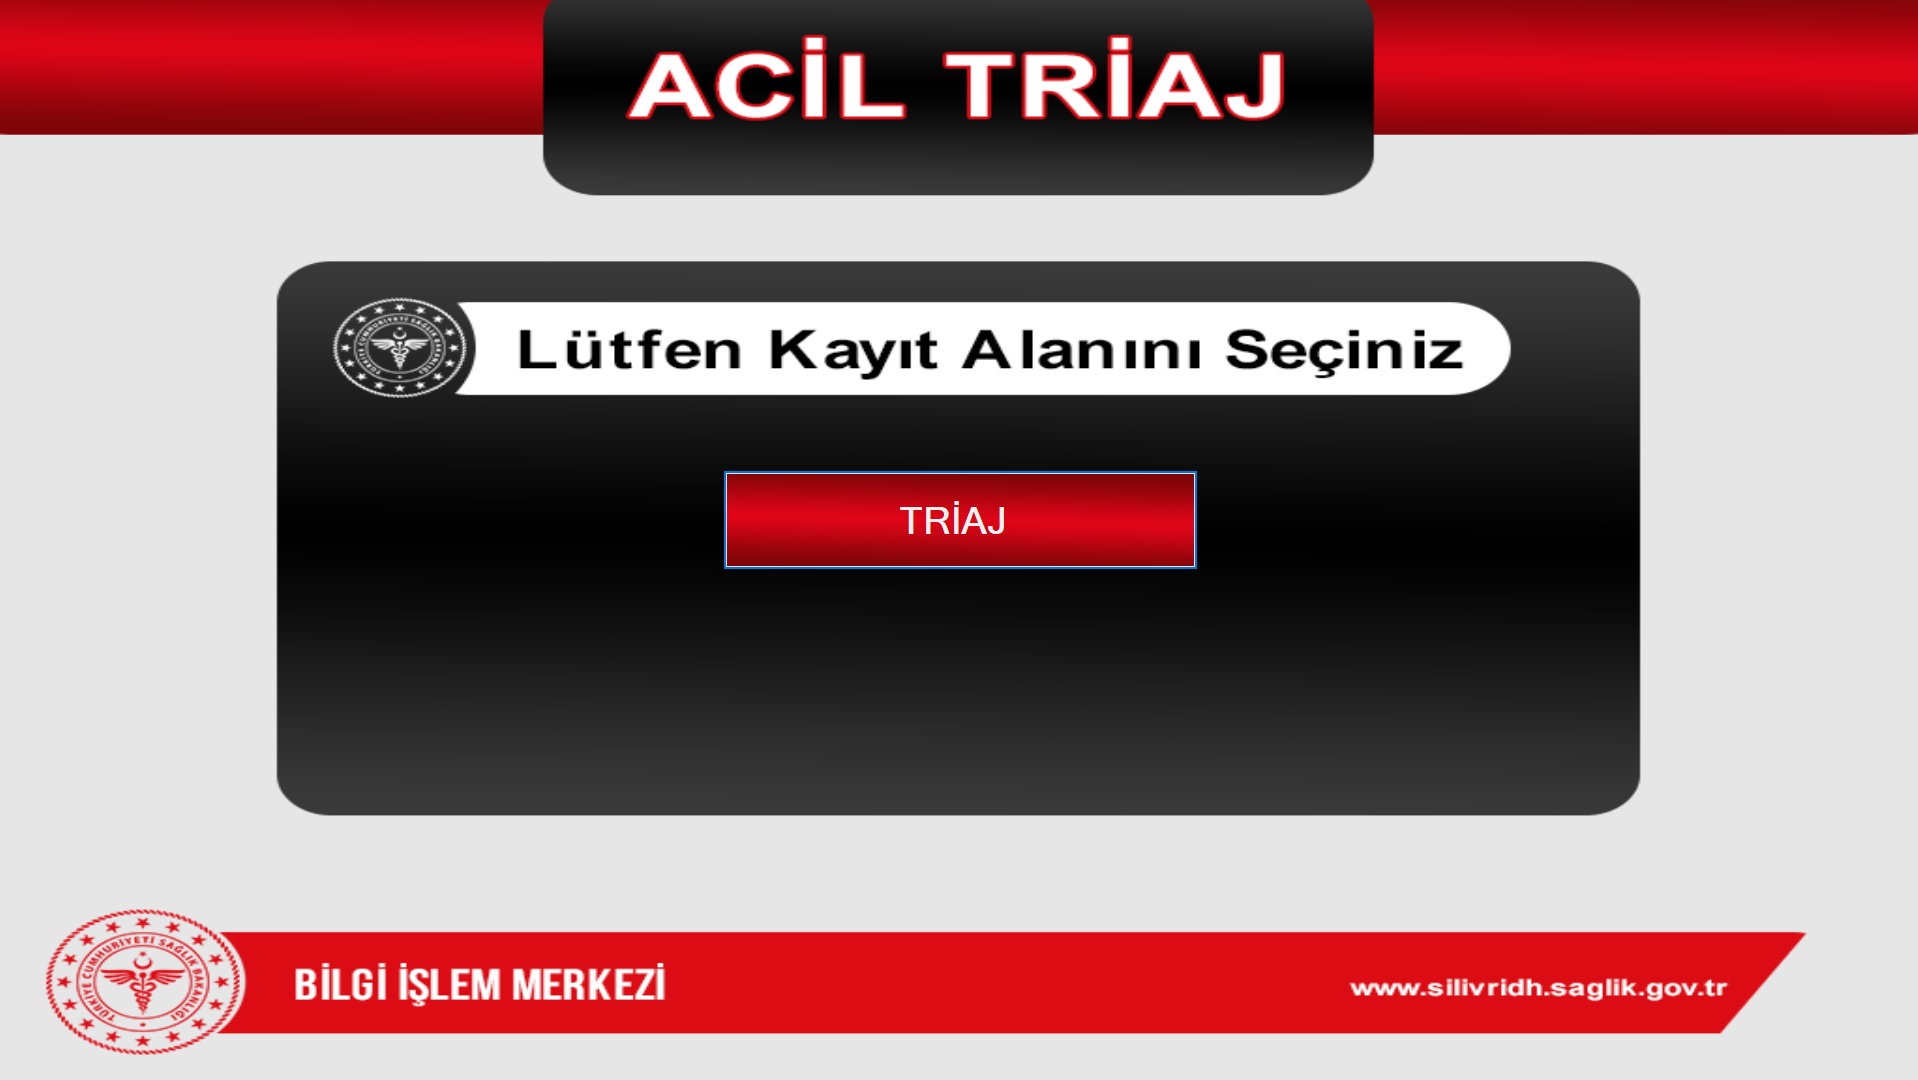 ACİL TRİAJ
Lütfen Kayıt Alanını Seçiniz
TRİAJ
TÜRKİYE CUMHURİYETİ SAĞLIK BAKANLIĞI
TÜRKİYE CUMHURİYETİ SAĞLIK BAKANLIĞI
BİLGİ İŞLEM MERKEZİ
www.silivridh.saglik.gov.tr